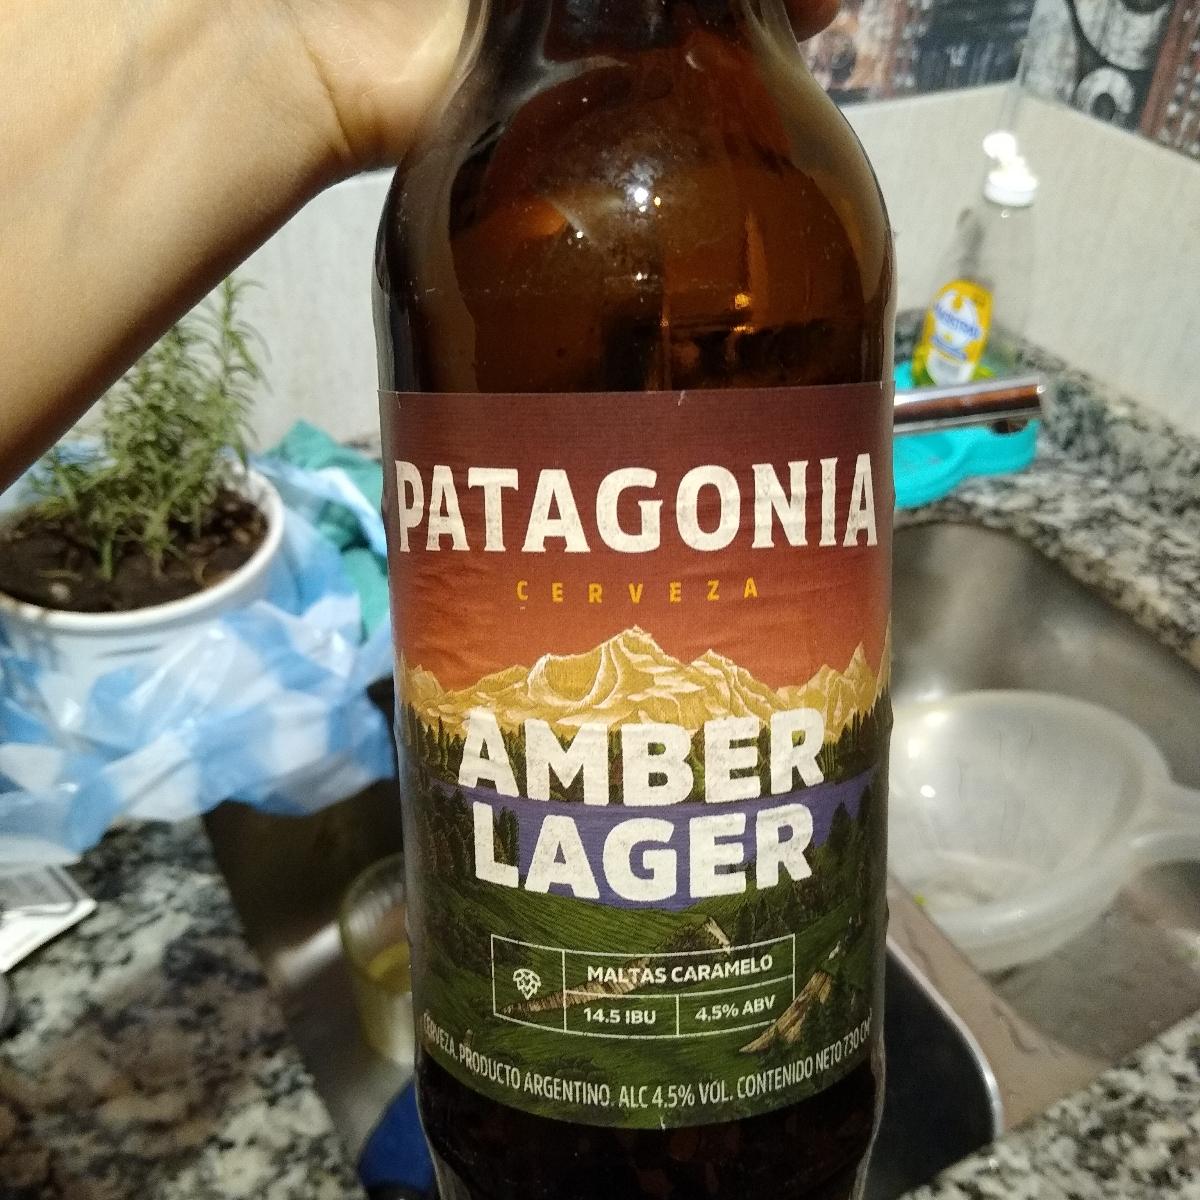 PATAGONIA
CERVEZA
AMBER
LAGER
MALTAS CARAMELO
14.5 IBU
4.5% ABV
CERVEZA. PRODUCTO ARGENTINO. ALC 4.5% VOL. CONTENIDO NETO 730 CM³